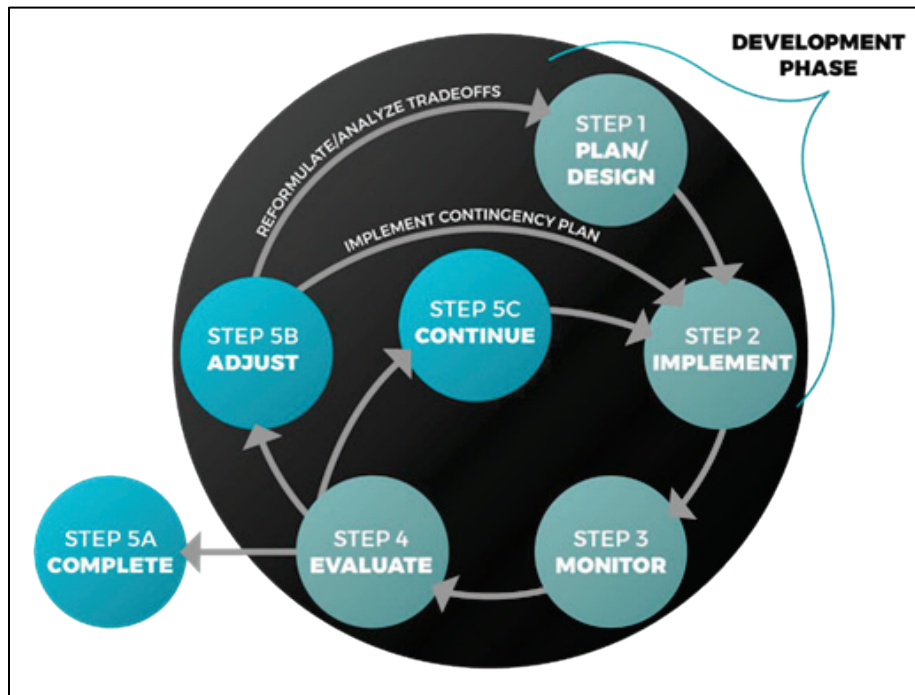 DEVELOPMENT
PHASE
REFORMULATE/ANALYZE TRADEOFFS
STEP 1
PLAN/
DESIGN
IMPLEMENT CONTINGENCY PLAN
STEP 5B
ADJUST
STEP 5C
CONTINUE
STEP 2
IMPLEMENT
STEP 5A
COMPLETE
STEP 4
EVALUATE
STEP 3
MONITOR